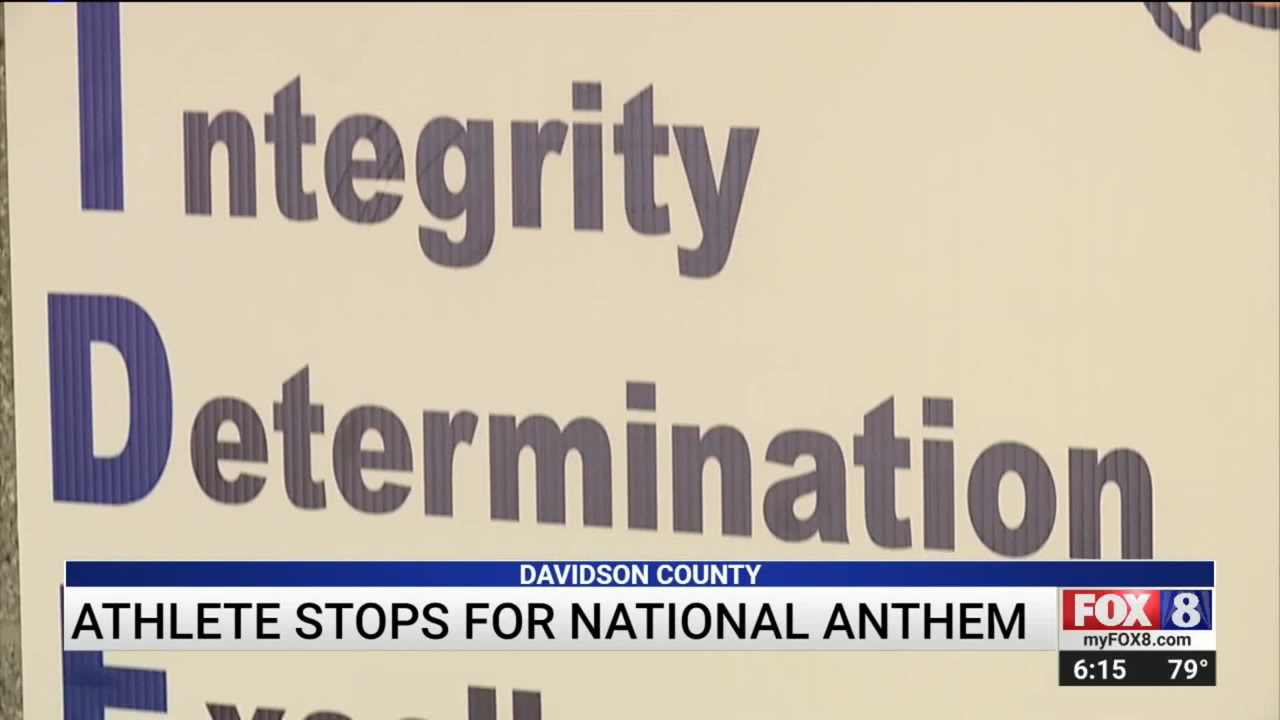 Integrity
Determination
DAVIDSON COUNTY
ATHLETE STOPS FOR NATIONAL ANTHEM
FOX 8
myFOX8.com
6:15 79°